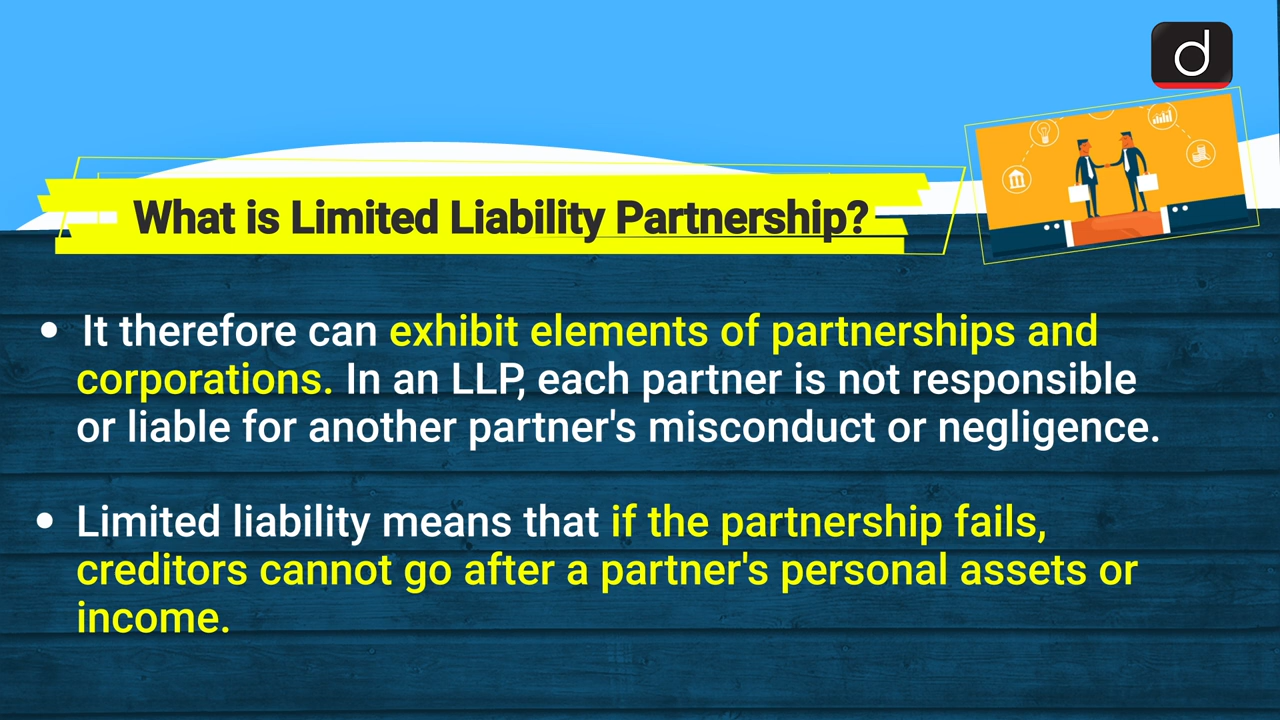 d
What is Limited Liability Partnership?
• It therefore can exhibit elements of partnerships and
corporations. In an LLP, each partner is not responsible
or liable for another partner's misconduct or negligence.
• Limited liability means that if the partnership fails,
creditors cannot go after a partner's personal assets or
income.